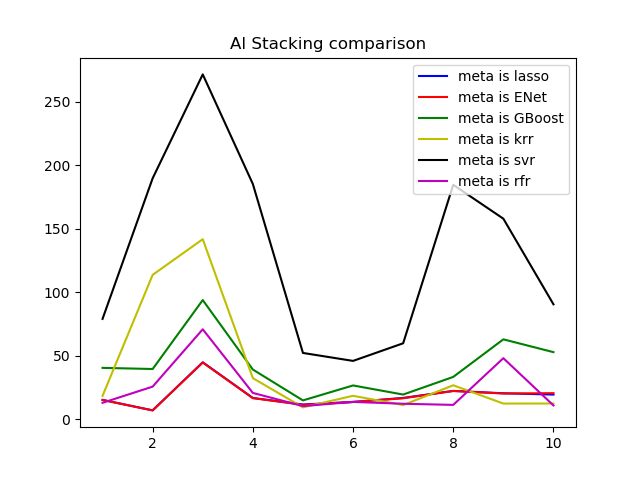 AI Stacking comparison
meta is lasso
meta is ENet
meta is GBoost
meta is krr
meta is svr
meta is rfr
250
200
150
100
50
0
2 4 6 8 10